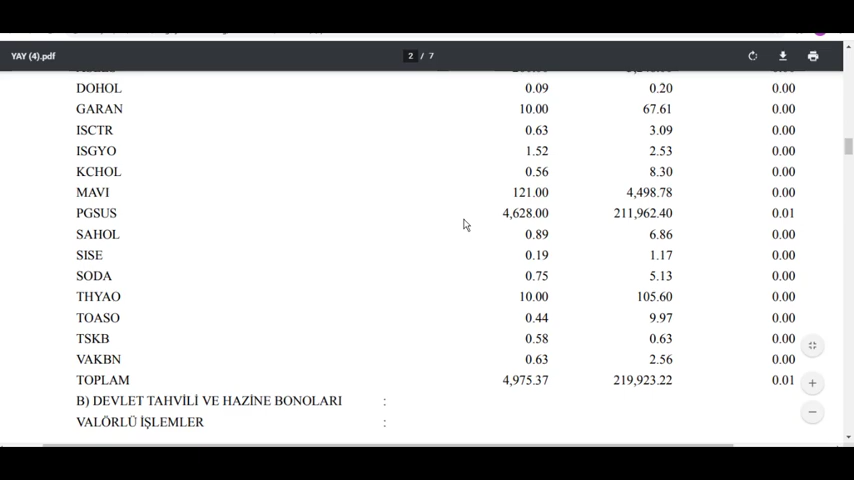 YAY (4).pdf 2 / 7
DOHOL 0.09 0.20 0.00
GARAN 10.00 67.61 0.00
ISCTR 0.63 3.09 0.00
ISGYO 1.52 2.53 0.00
KCHOL 0.56 8.30 0.00
MAVI 121.00 4,498.78 0.00
PGSUS 4,628.00 211,962.40 0.01
SAHOL 0.89 6.86 0.00
SISE 0.19 1.17 0.00
SODA 0.75 5.13 0.00
THYAO 10.00 105.60 0.00
TOASO 0.44 9.97 0.00
TSKB 0.58 0.63 0.00
VAKBN 0.63 2.56 0.00
TOPLAM 4,975.37 219,923.22 0.01
B) DEVLET TAHVİLİ VE HAZİNE BONOLARI :
VALÖRLÜ İŞLEMLER :